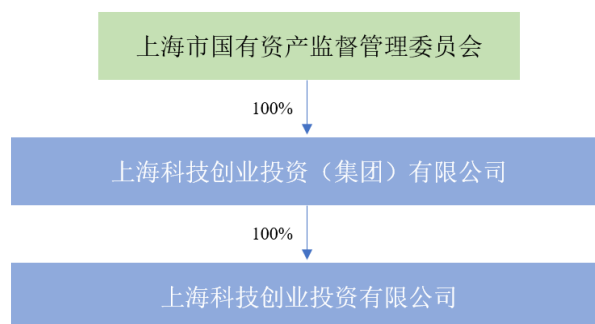 上海市国有资产监督管理委员会
100%
上海科技创业投资（集团）有限公司
100%
上海科技创业投资有限公司